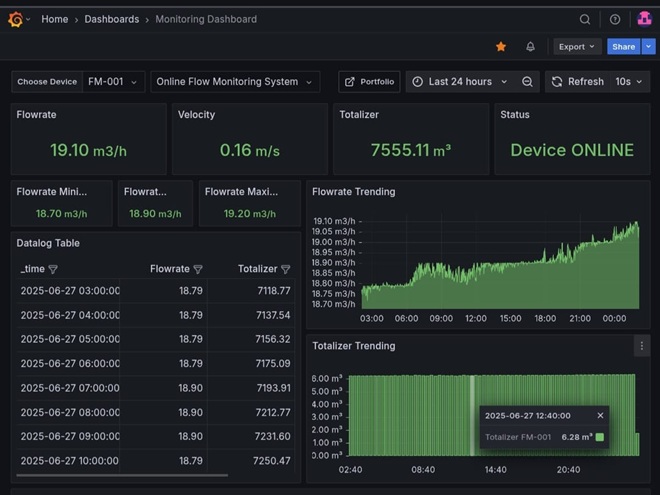 Home > Dashboards > Monitoring Dashboard
Export
Share
Choose Device FM-001 Online Flow Monitoring System Portfolio Last 24 hours Refresh 10s
Flowrate
19.10 m3/h
Velocity
0.16 m/s
Totalizer
7555.11 m³
Status
Device ONLINE
Flowrate Mini...
18.70 m3/h
Flowrat...
18.90 m3/h
Flowrate Maxi...
19.20 m3/h
Datalog Table
_time Flowrate Totalizer
2025-06-27 03:00:00 18.79 7118.77
2025-06-27 04:00:00 18.79 7137.54
2025-06-27 05:00:00 18.79 7156.32
2025-06-27 06:00:00 18.79 7175.09
2025-06-27 07:00:00 18.90 7193.91
2025-06-27 08:00:00 18.90 7212.77
2025-06-27 09:00:00 18.90 7231.60
2025-06-27 10:00:00 18.79 7250.47
Flowrate Trending
19.10 m3/h
19.05 m3/h
19.00 m3/h
18.95 m3/h
18.90 m3/h
18.85 m3/h
18.80 m3/h
18.75 m3/h
18.70 m3/h
03:00 06:00 09:00 12:00 15:00 18:00 21:00 00:00
Totalizer Trending
6.00 m³
5.00 m³
4.00 m³
3.00 m³
2.00 m³
1.00 m³
0.00 m³
02:40 08:40 14:40 20:40
2025-06-27 12:40:00
Totalizer FM-001 6.28 m³